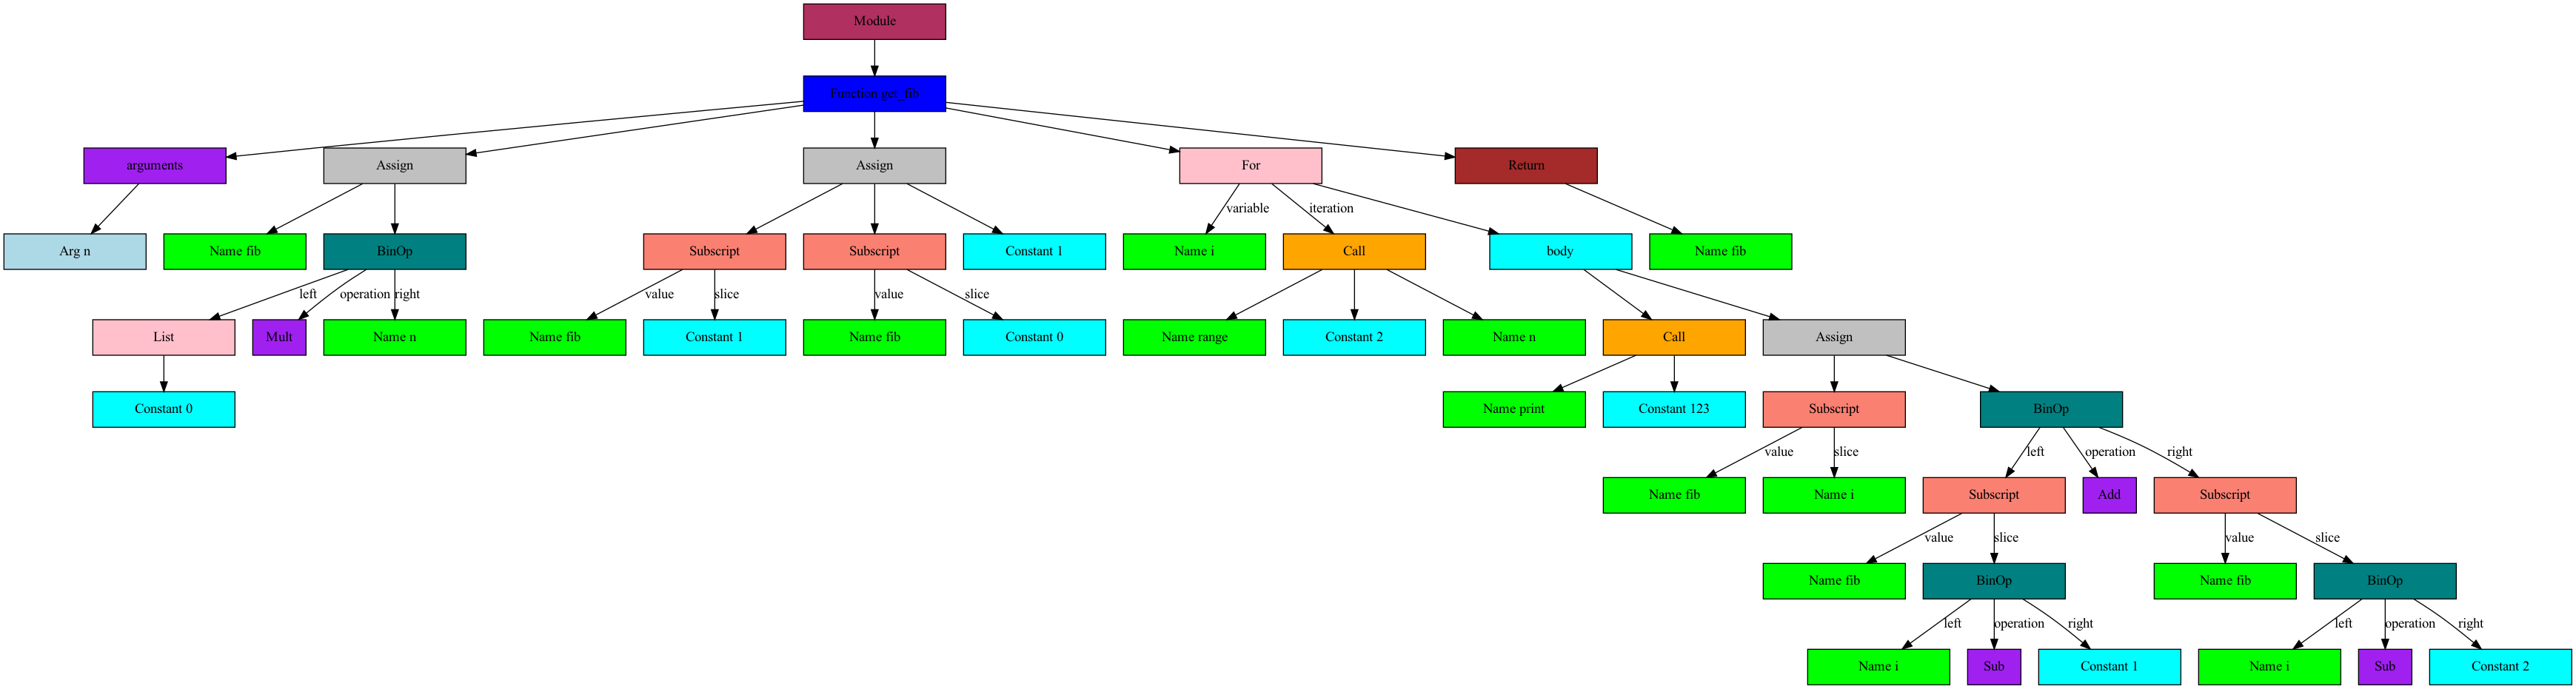 Module
Function get_fib
arguments
Assign
Assign
For
Return
variable
iteration
Arg n
Name fib
BinOp
Subscript
Subscript
Constant 1
Name i
Call
body
Name fib
left
operation
right
value
slice
value
slice
List
Mult
Name n
Name fib
Constant 1
Name fib
Constant 0
Name range
Constant 2
Name n
Call
Assign
Constant 0
Name print
Constant 123
Subscript
BinOp
value
slice
left
operation
right
Name fib
Name i
Subscript
Add
Subscript
value
slice
value
slice
Name fib
BinOp
Name fib
BinOp
left
operation
right
left
operation
right
Name i
Sub
Constant 1
Name i
Sub
Constant 2